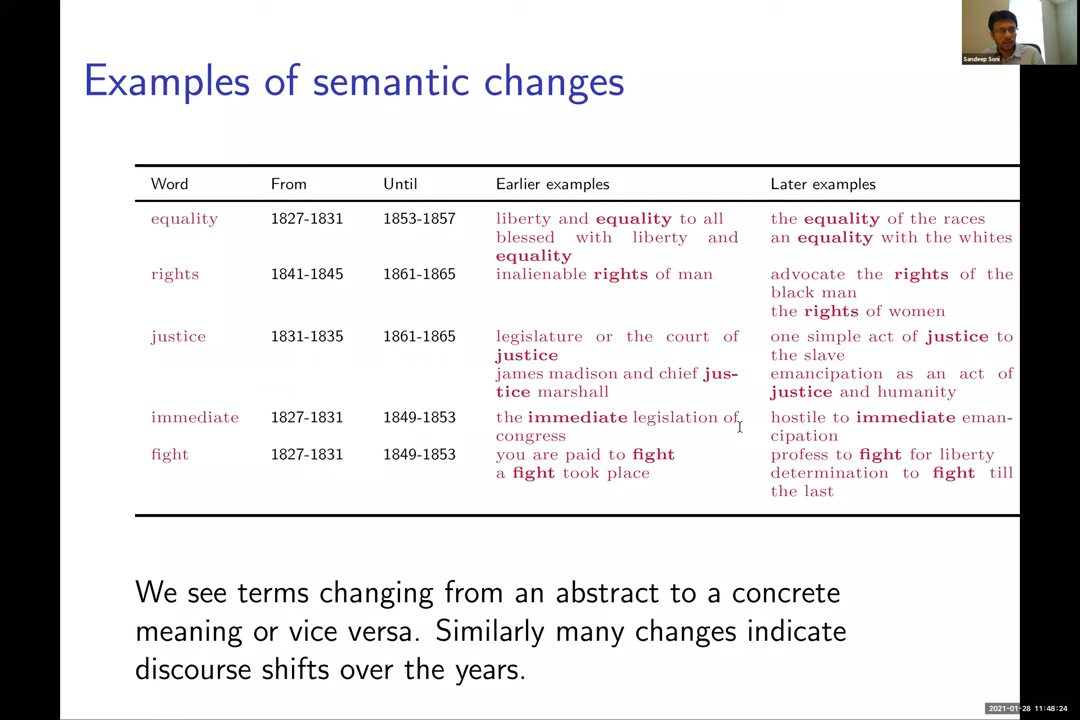 Examples of semantic changes
Sandeep Soni
Word From Until Earlier examples Later examples
equality 1827-1831 1853-1857 liberty and equality to all the equality of the races
blessed with liberty and an equality with the whites
equality
rights 1841-1845 1861-1865 inalienable rights of man advocate the rights of the
black man
the rights of women
justice 1831-1835 1861-1865 legislature or the court of one simple act of justice to
justice the slave
james madison and chief jus- emancipation as an act of
tice marshall justice and humanity
immediate 1827-1831 1849-1853 the immediate legislation of hostile to immediate eman-
congress cipation
fight 1827-1831 1849-1853 you are paid to fight profess to fight for liberty
a fight took place determination to fight till
the last
We see terms changing from an abstract to a concrete
meaning or vice versa. Similarly many changes indicate
discourse shifts over the years.
2021-01-28 11:48:24